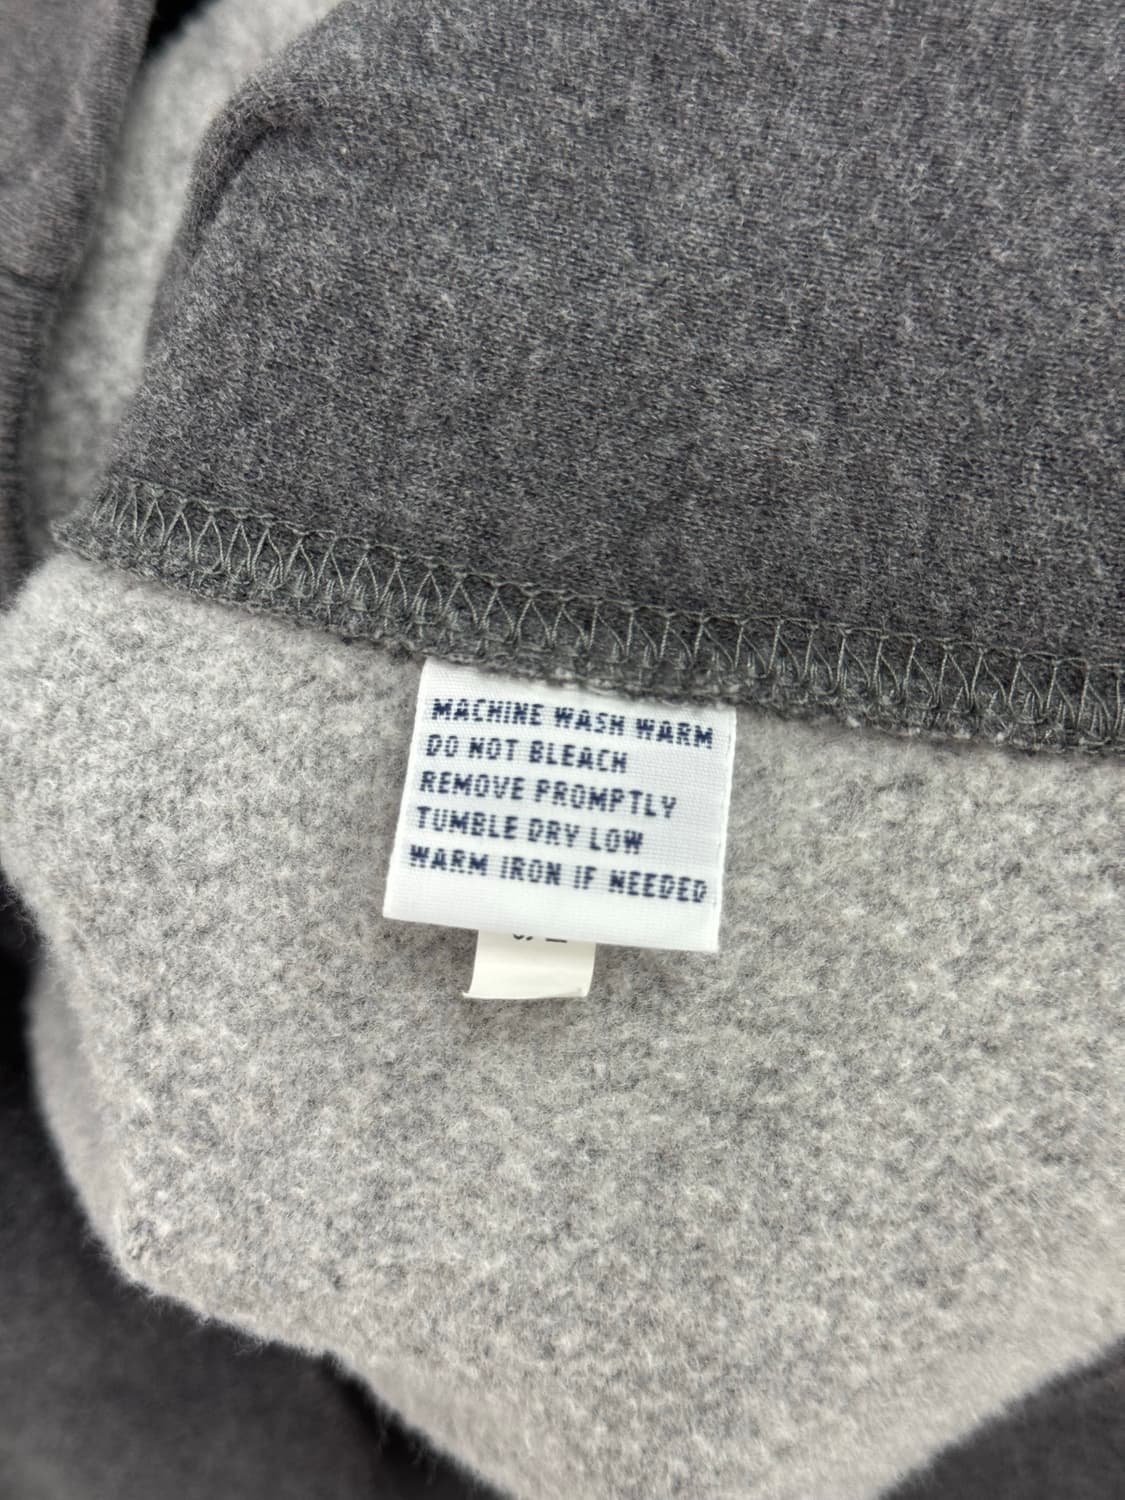 MACHINE WASH WARM
DO NOT BLEACH
REMOVE PROMPTLY
TUMBLE DRY LOW
WARM IRON IF NEEDED